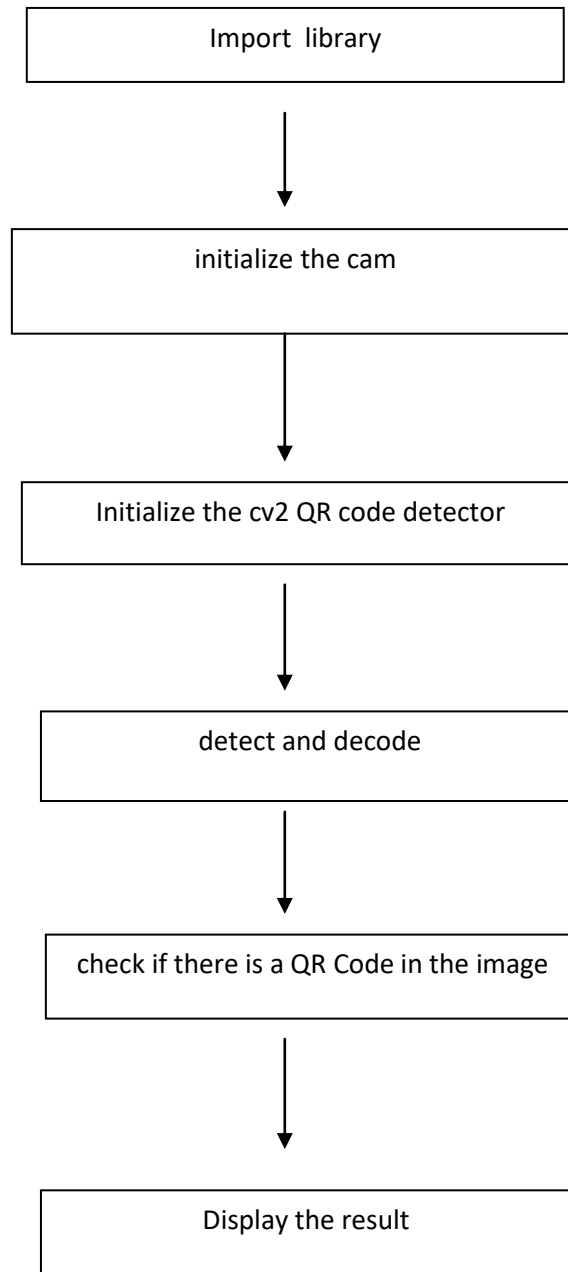 Import  library
initialize the cam
Initialize the cv2 QR code detector
detect and decode
check if there is a QR Code in the image
Display the result